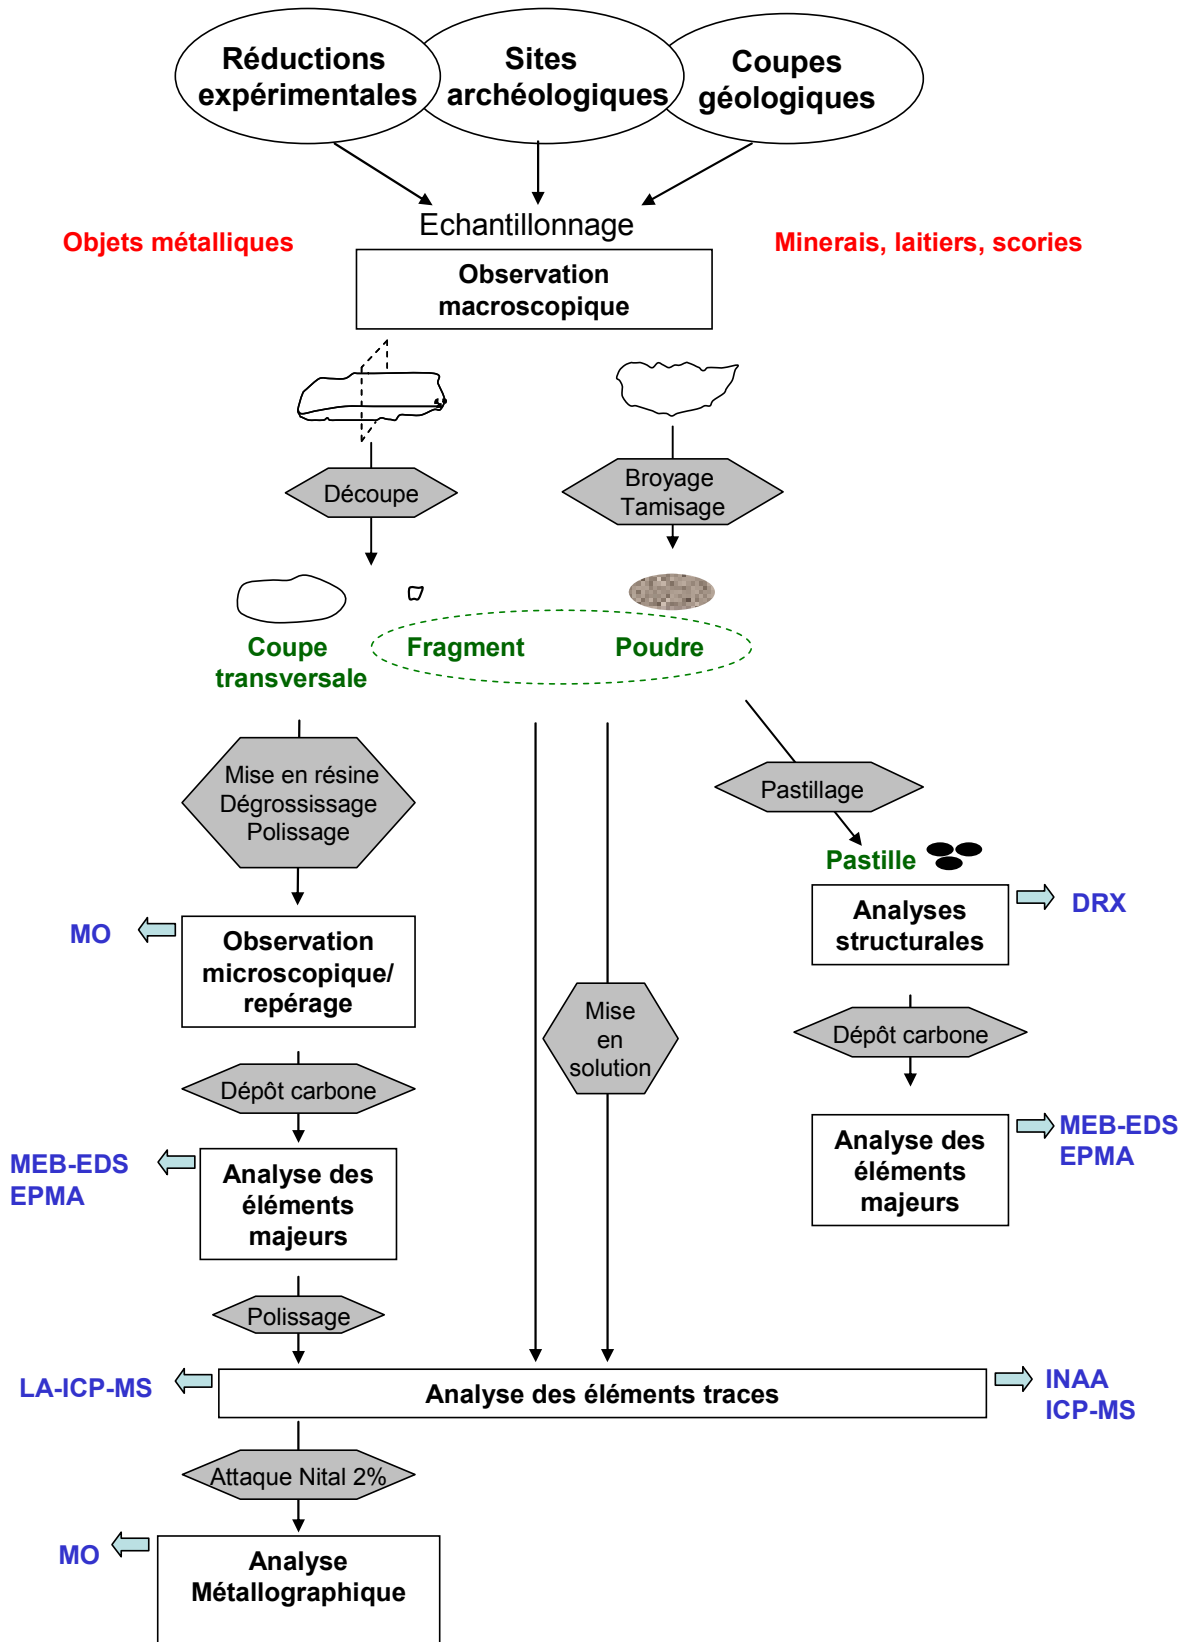 Réductions
expérimentales
Sites
archéologiques
Coupes
géologiques
Echantillonnage
Objets métalliques
Minerais, laitiers, scories
Observation
macroscopique
Découpe
Broyage
Tamisage
Coupe
transversale
Fragment
Poudre
Mise en résine
Dégrossissage
Polissage
Pastillage
Pastille
MO
Observation
microscopique/
repérage
Analyses
structurales
DRX
Mise
en
solution
Dépôt carbone
Dépôt carbone
MEB-EDS
EPMA
Analyse des
éléments
majeurs
Analyse des
éléments
majeurs
MEB-EDS
EPMA
Polissage
LA-ICP-MS
Analyse des éléments traces
INAA
ICP-MS
Attaque Nital 2%
MO
Analyse
Métallographique